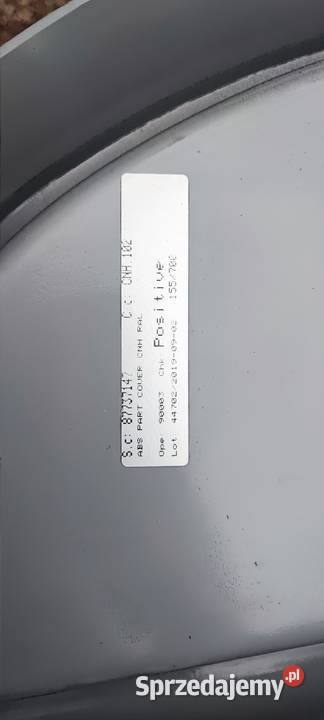 S.c: 87737147 C.c: CNH.102
ABS PART COVER CNH RAL
Ope 90003 Chk Positive
Lot 44702/2019-09-02 155/700
Sprzedajemy.pl